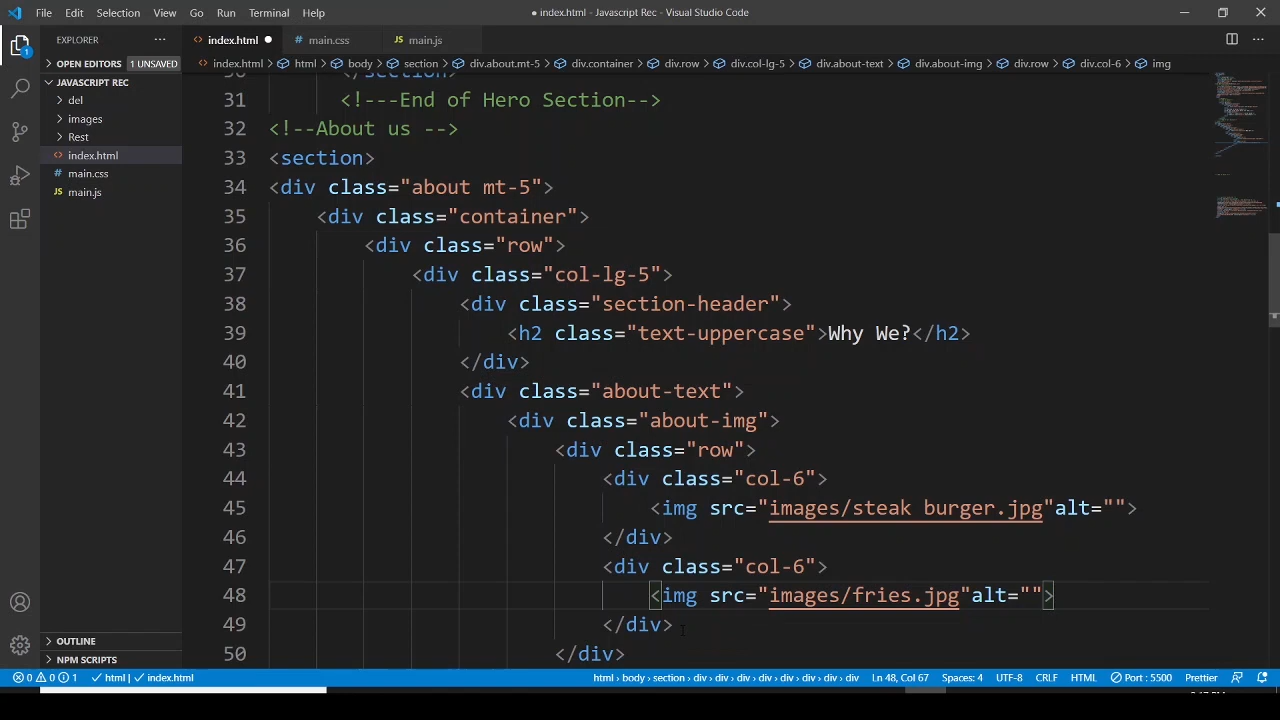 File Edit Selection View Go Run Terminal Help
● index.html - Javascript Rec - Visual Studio Code
EXPLORER
index.html
main.css
main.js
OPEN EDITORS 1 UNSAVED
index.html > html > body > section > div.about.mt-5 > div.container > div.row > div.col-lg-5 > div.about-text > div.about-img > div.row > div.col-6 > img
JAVASCRIPT REC
del
images
Rest
index.html
main.css
main.js
OUTLINE
NPM SCRIPTS
30 </section>
31 <!---End of Hero Section-->
32 <!--About us -->
33 <section>
34 <div class="about mt-5">
35 <div class="container">
36 <div class="row">
37 <div class="col-lg-5">
38 <div class="section-header">
39 <h2 class="text-uppercase">Why We?</h2>
40 </div>
41 <div class="about-text">
42 <div class="about-img">
43 <div class="row">
44 <div class="col-6">
45 <img src="images/steak burger.jpg"alt="">
46 </div>
47 <div class="col-6">
48 <img src="images/fries.jpg"alt="">
49 </div>
50 </div>
0 0 1 html | index.html
html › body › section › div › div › div › div › div › div › div › div
Ln 48, Col 67
Spaces: 4
UTF-8
CRLF
HTML
Port : 5500
Prettier